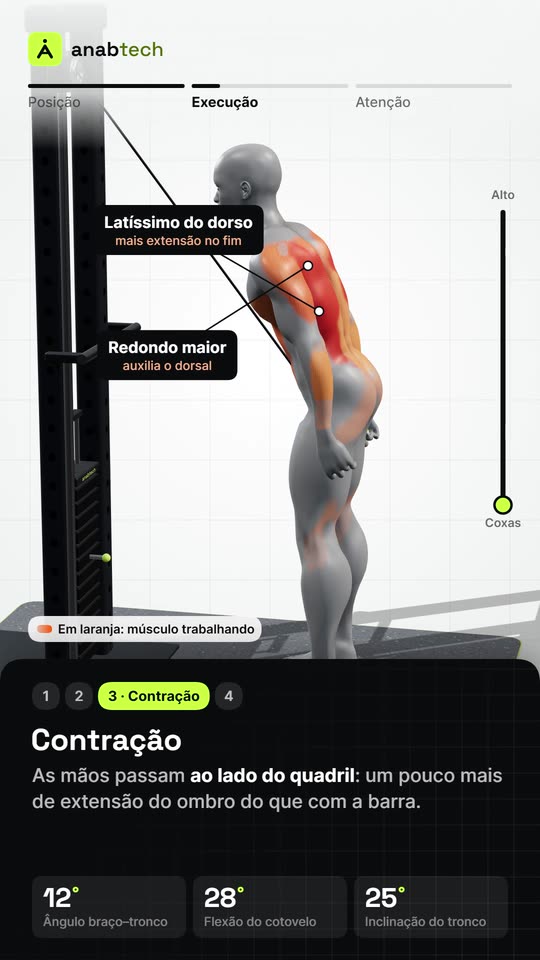 anabtech
Posição
Execução
Atenção
Alto
Latíssimo do dorso
mais extensão no fim
Redondo maior
auxilia o dorsal
Coxas
Em laranja: músculo trabalhando
1 2 3 · Contração 4
Contração
As mãos passam ao lado do quadril: um pouco mais
de extensão do ombro do que com a barra.
12° 28° 25°
Ângulo braço–tronco Flexão do cotovelo Inclinação do tronco